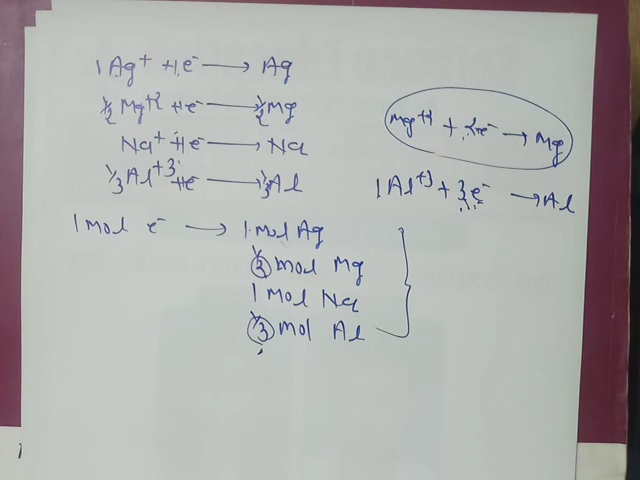 1Ag⁺ + 1e⁻ → Ag
½Mg⁺² + 1e⁻ → ½Mg
Mg⁺² + 2e⁻ → Mg
Na⁺ + 1e⁻ → Na
⅓Al⁺³ + 1e⁻ → ⅓Al
1Al⁺³ + 3e⁻ → Al
1 mol e⁻ → 1 mol Ag
½ mol Mg
1 mol Na
⅓ mol Al